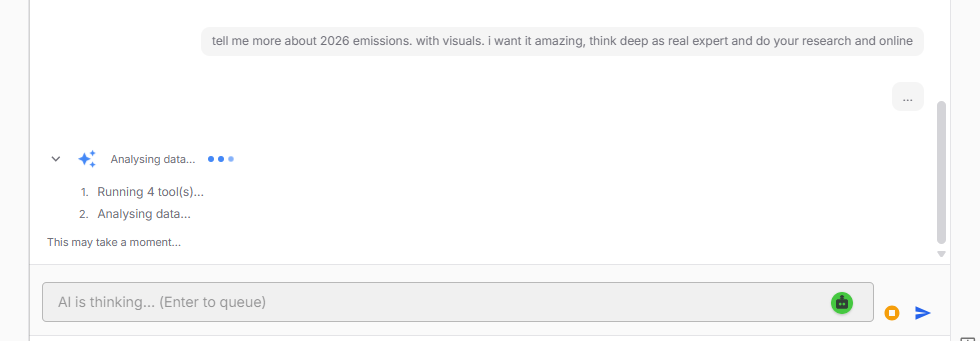 tell me more about 2026 emissions. with visuals. i want it amazing, think deep as real expert and do your research and online
...
Analysing data...
1. Running 4 tool(s)...
2. Analysing data...
This may take a moment...
AI is thinking... (Enter to queue)